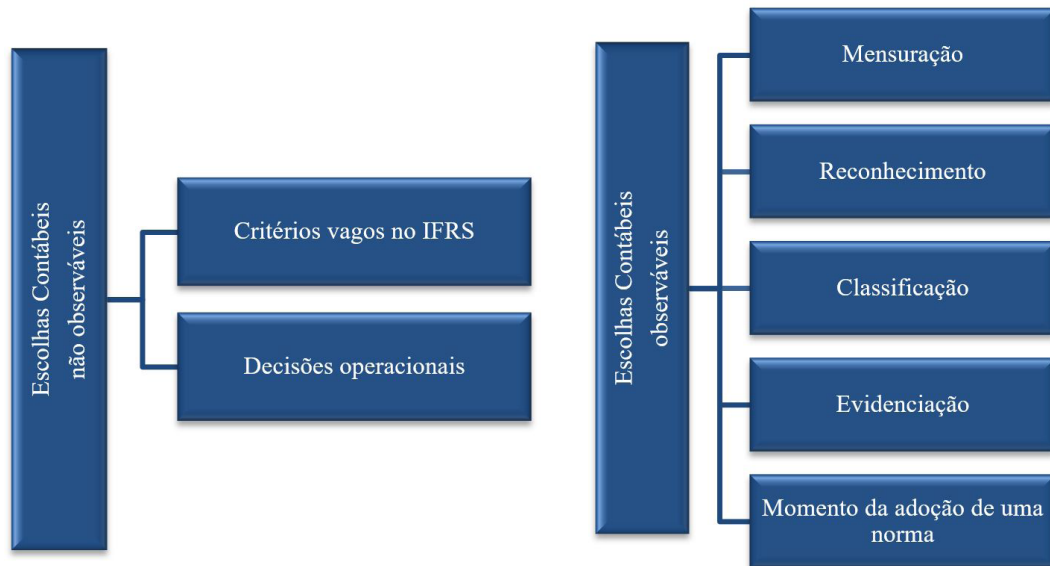 Escolhas Contábeis
não observáveis
Critérios vagos no IFRS
Decisões operacionais
Escolhas Contábeis
observáveis
Mensuração
Reconhecimento
Classificação
Evidenciação
Momento da adoção de uma
norma